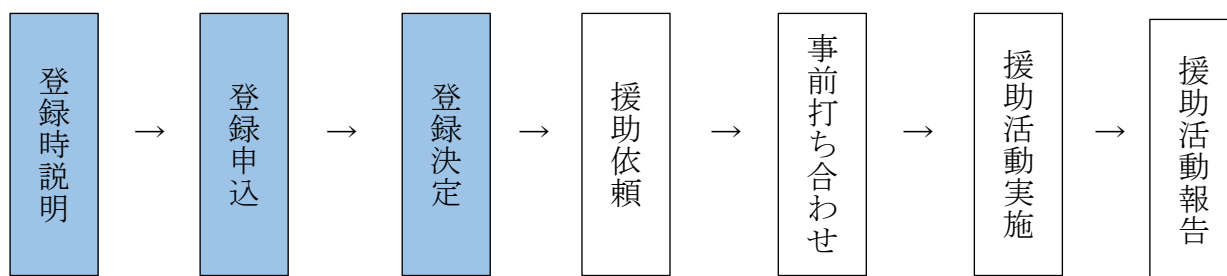 登録時説明
→
登録申込
→
登録決定
→
援助依頼
→
事前打ち合わせ
→
援助活動実施
→
援助活動報告